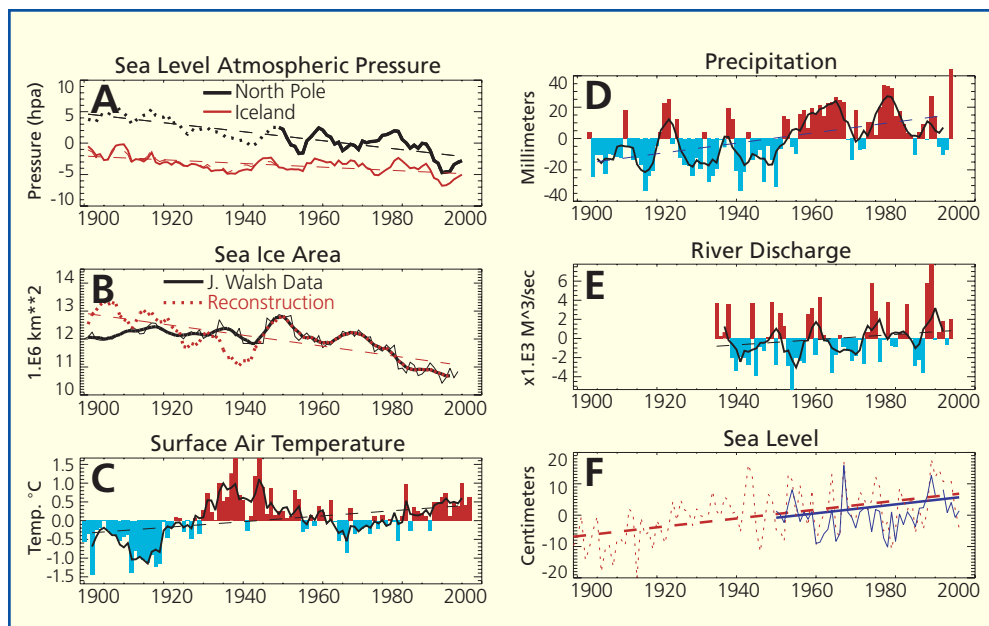 Sea Level Atmospheric Pressure
A
North Pole
Iceland
Pressure (hpa)
10
5
0
-5
-10
1900 1920 1940 1960 1980 2000
Sea Ice Area
B
J. Walsh Data
Reconstruction
1.E6 km**2
14
13
12
11
10
1900 1920 1940 1960 1980 2000
Surface Air Temperature
C
Temp. °C
1.5
1.0
0.5
0.0
-0.5
-1.0
-1.5
1900 1920 1940 1960 1980 2000
Precipitation
D
Millimeters
40
20
0
-20
40
1900 1920 1940 1960 1980 2000
River Discharge
E
x1.E3 M^3/sec
6
4
2
0
-2
-4
1900 1920 1940 1960 1980 2000
Sea Level
F
Centimeters
20
10
0
-10
-20
1900 1920 1940 1960 1980 2000